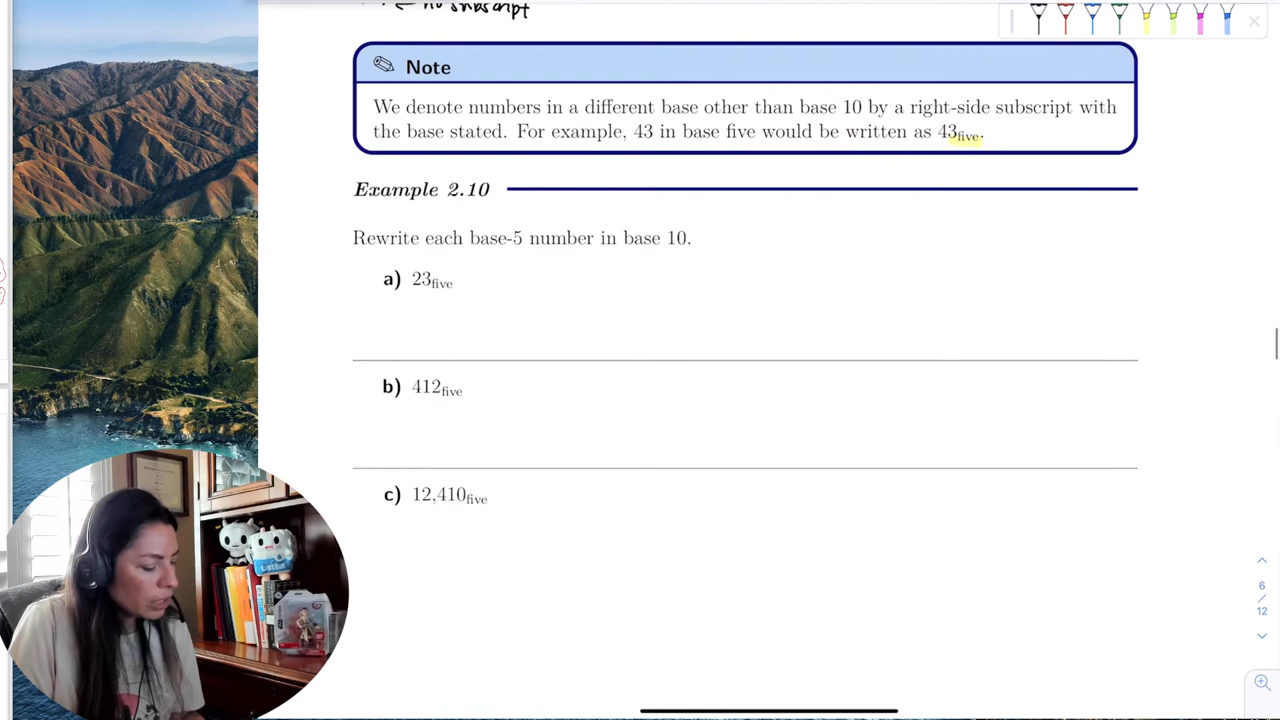 ← no subscript
Note
We denote numbers in a different base other than base 10 by a right-side subscript with
the base stated. For example, 43 in base five would be written as 43five.
Example 2.10
Rewrite each base-5 number in base 10.
a) 23five
b) 412five
c) 12,410five
6
/
12